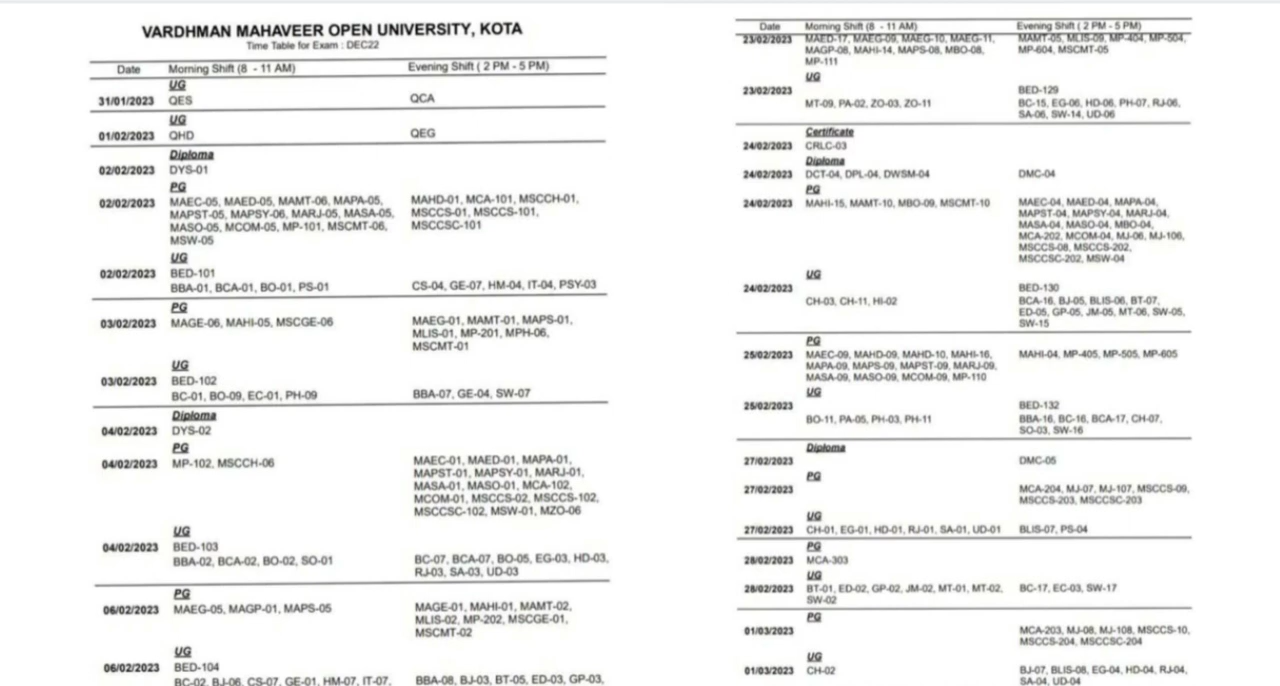 VARDHMAN MAHAVEER OPEN UNIVERSITY, KOTA
Time Table for Exam : DEC22
Date Morning Shift (8 - 11 AM) Evening Shift ( 2 PM - 5 PM)
UG
31/01/2023 QES QCA
UG
01/02/2023 QHD QEG
Diploma
02/02/2023 DYS-01
PG
02/02/2023 MAEC-05, MAED-05, MAMT-06, MAPA-05, MAHD-01, MCA-101, MSCCH-01,
MAPST-05, MAPSY-06, MARJ-05, MASA-05, MSCCS-01, MSCCS-101,
MASO-05, MCOM-05, MP-101, MSCMT-06, MSCCSC-101
MSW-05
UG
02/02/2023 BED-101
BBA-01, BCA-01, BO-01, PS-01 CS-04, GE-07, HM-04, IT-04, PSY-03
PG
03/02/2023 MAGE-06, MAHI-05, MSCGE-06 MAEG-01, MAMT-01, MAPS-01,
MLIS-01, MP-201, MPH-06,
MSCMT-01
UG
03/02/2023 BED-102
BC-01, BO-09, EC-01, PH-09 BBA-07, GE-04, SW-07
Diploma
04/02/2023 DYS-02
PG
04/02/2023 MP-102, MSCCH-06 MAEC-01, MAED-01, MAPA-01,
MAPST-01, MAPSY-01, MARJ-01,
MASA-01, MASO-01, MCA-102,
MCOM-01, MSCCS-02, MSCCS-102,
MSCCSC-102, MSW-01, MZO-06
UG
04/02/2023 BED-103
BBA-02, BCA-02, BO-02, SO-01 BC-07, BCA-07, BO-05, EG-03, HD-03,
RJ-03, SA-03, UD-03
PG
06/02/2023 MAEG-05, MAGP-01, MAPS-05 MAGE-01, MAHI-01, MAMT-02,
MLIS-02, MP-202, MSCGE-01,
MSCMT-02
UG
06/02/2023 BED-104
BC-02, BJ-06, CS-07, GE-01, HM-07, IT-07, BBA-08, BJ-03, BT-05, ED-03, GP-03,
Date Morning Shift (8 - 11 AM) Evening Shift ( 2 PM - 5 PM)
23/02/2023 MAED-17, MAEG-09, MAEG-10, MAEG-11, MAMT-05, MLIS-09, MP-404, MP-504,
MAGP-08, MAHI-14, MAPS-08, MBO-08, MP-604, MSCMT-05
MP-111
UG
23/02/2023 BED-129
MT-09, PA-02, ZO-03, ZO-11 BC-15, EG-06, HD-06, PH-07, RJ-06,
SA-06, SW-14, UD-06
Certificate
24/02/2023 CRLC-03
Diploma
24/02/2023 DCT-04, DPL-04, DWSM-04 DMC-04
PG
24/02/2023 MAHI-15, MAMT-10, MBO-09, MSCMT-10 MAEC-04, MAED-04, MAPA-04,
MAPST-04, MAPSY-04, MARJ-04,
MASA-04, MASO-04, MBO-04,
MCA-202, MCOM-04, MJ-06, MJ-106,
MSCCS-08, MSCCS-202,
MSCCSC-202, MSW-04
UG
24/02/2023 BED-130
CH-03, CH-11, HI-02 BCA-16, BJ-05, BLIS-06, BT-07,
ED-05, GP-05, JM-05, MT-06, SW-05,
SW-15
PG
25/02/2023 MAEC-09, MAHD-09, MAHD-10, MAHI-16, MAHI-04, MP-405, MP-505, MP-605
MAPA-09, MAPS-09, MAPST-09, MARJ-09,
MASA-09, MASO-09, MCOM-09, MP-110
UG
25/02/2023 BED-132
BO-11, PA-05, PH-03, PH-11 BBA-16, BC-16, BCA-17, CH-07,
SO-03, SW-16
Diploma
27/02/2023 DMC-05
PG
27/02/2023 MCA-204, MJ-07, MJ-107, MSCCS-09,
MSCCS-203, MSCCSC-203
UG
27/02/2023 CH-01, EG-01, HD-01, RJ-01, SA-01, UD-01 BLIS-07, PS-04
PG
28/02/2023 MCA-303
UG
28/02/2023 BT-01, ED-02, GP-02, JM-02, MT-01, MT-02, BC-17, EC-03, SW-17
SW-02
PG
01/03/2023 MCA-203, MJ-08, MJ-108, MSCCS-10,
MSCCS-204, MSCCSC-204
UG
01/03/2023 CH-02 BJ-07, BLIS-08, EG-04, HD-04, RJ-04,
SA-04, UD-04